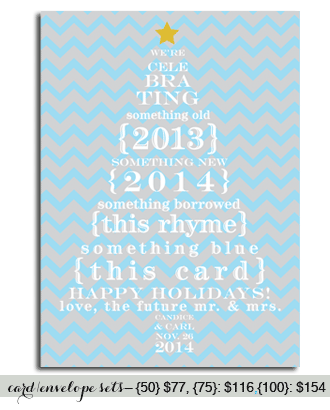 WE'RE
CELE
BRA
TING
something old
{2013}
SOMETHING NEW
{2014}
something borrowed
{this rhyme}
something blue
{this card}
HAPPY HOLIDAYS!
love, the future mr. & mrs.
CANDICE
& CARL
NOV. 26
2014
card/envelope sets— {50} $77, {75}: $116, {100}: $154